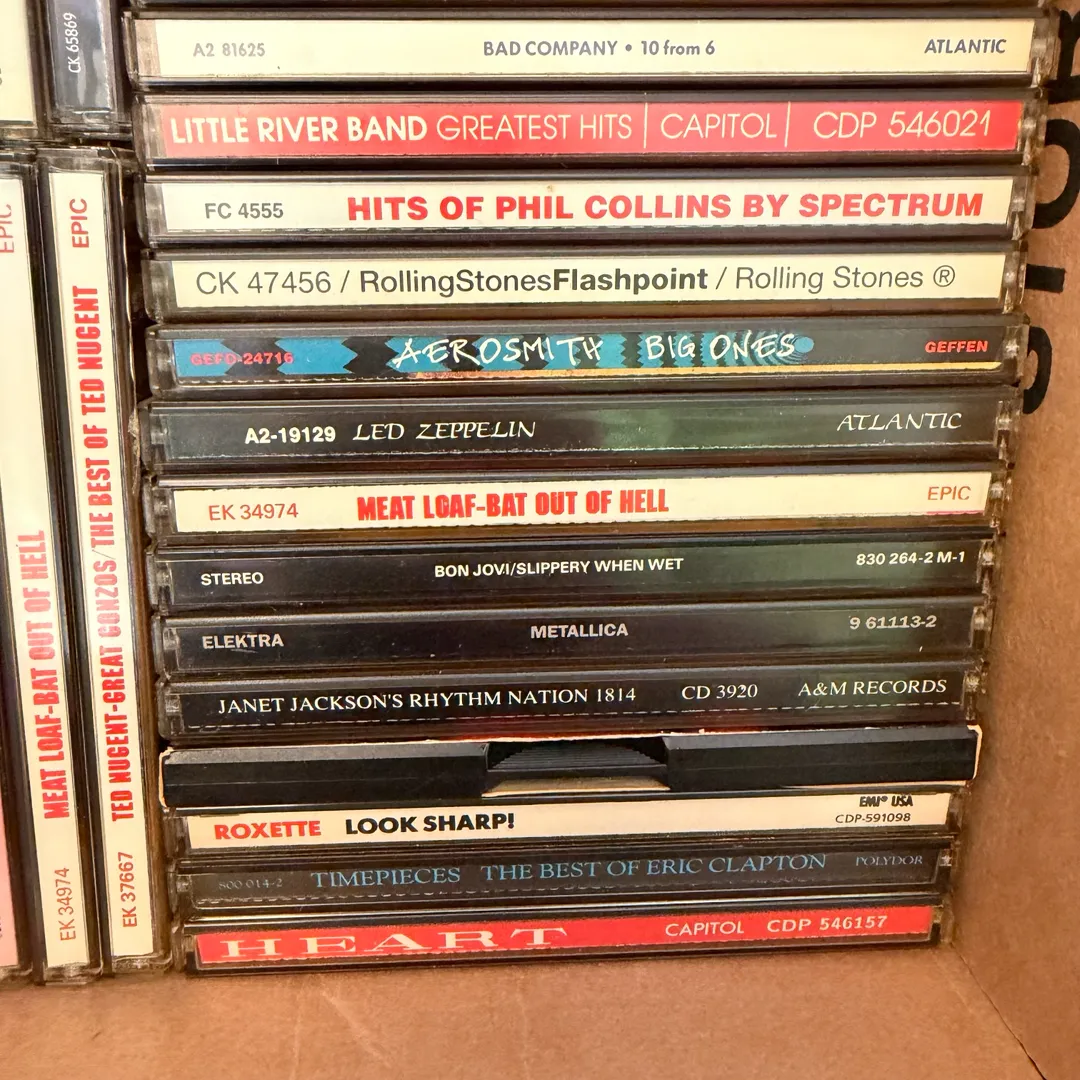 CK 65869
A2 81625 BAD COMPANY • 10 from 6 ATLANTIC
LITTLE RIVER BAND GREATEST HITS | CAPITOL | CDP 546021
FC 4555 HITS OF PHIL COLLINS BY SPECTRUM
CK 47456 / RollingStonesFlashpoint / Rolling Stones ®
GEFD-24716 AEROSMITH BIG ONES GEFFEN
A2-19129 LED ZEPPELIN ATLANTIC
EK 34974 MEAT LOAF-BAT OUT OF HELL EPIC
STEREO BON JOVI/SLIPPERY WHEN WET 830 264-2 M-1
ELEKTRA METALLICA 9 61113-2
JANET JACKSON'S RHYTHM NATION 1814 CD 3920 A&M RECORDS
ROXETTE LOOK SHARP! EMI® USA
CDP-591098
800 014-2 TIMEPIECES THE BEST OF ERIC CLAPTON POLYDOR
HEART CAPITOL CDP 546157
EK 34974 MEAT LOAF-BAT OUT OF HELL EPIC
EK 37667 TED NUGENT-GREAT GONZOS/THE BEST OF TED NUGENT EPIC